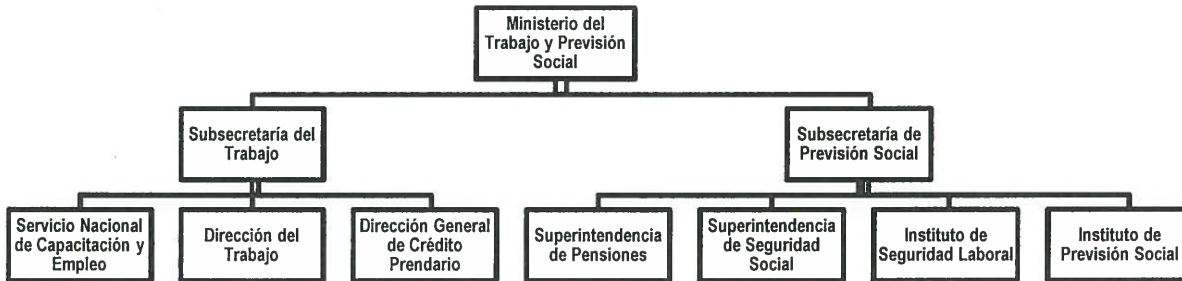 Ministerio del
Trabajo y Previsión
Social
Subsecretaría del
Trabajo
Subsecretaría de
Previsión Social
Servicio Nacional
de Capacitación y
Empleo
Dirección del
Trabajo
Dirección General
de Crédito
Prendario
Superintendencia
de Pensiones
Superintendencia
de Seguridad
Social
Instituto de
Seguridad Laboral
Instituto de
Previsión Social